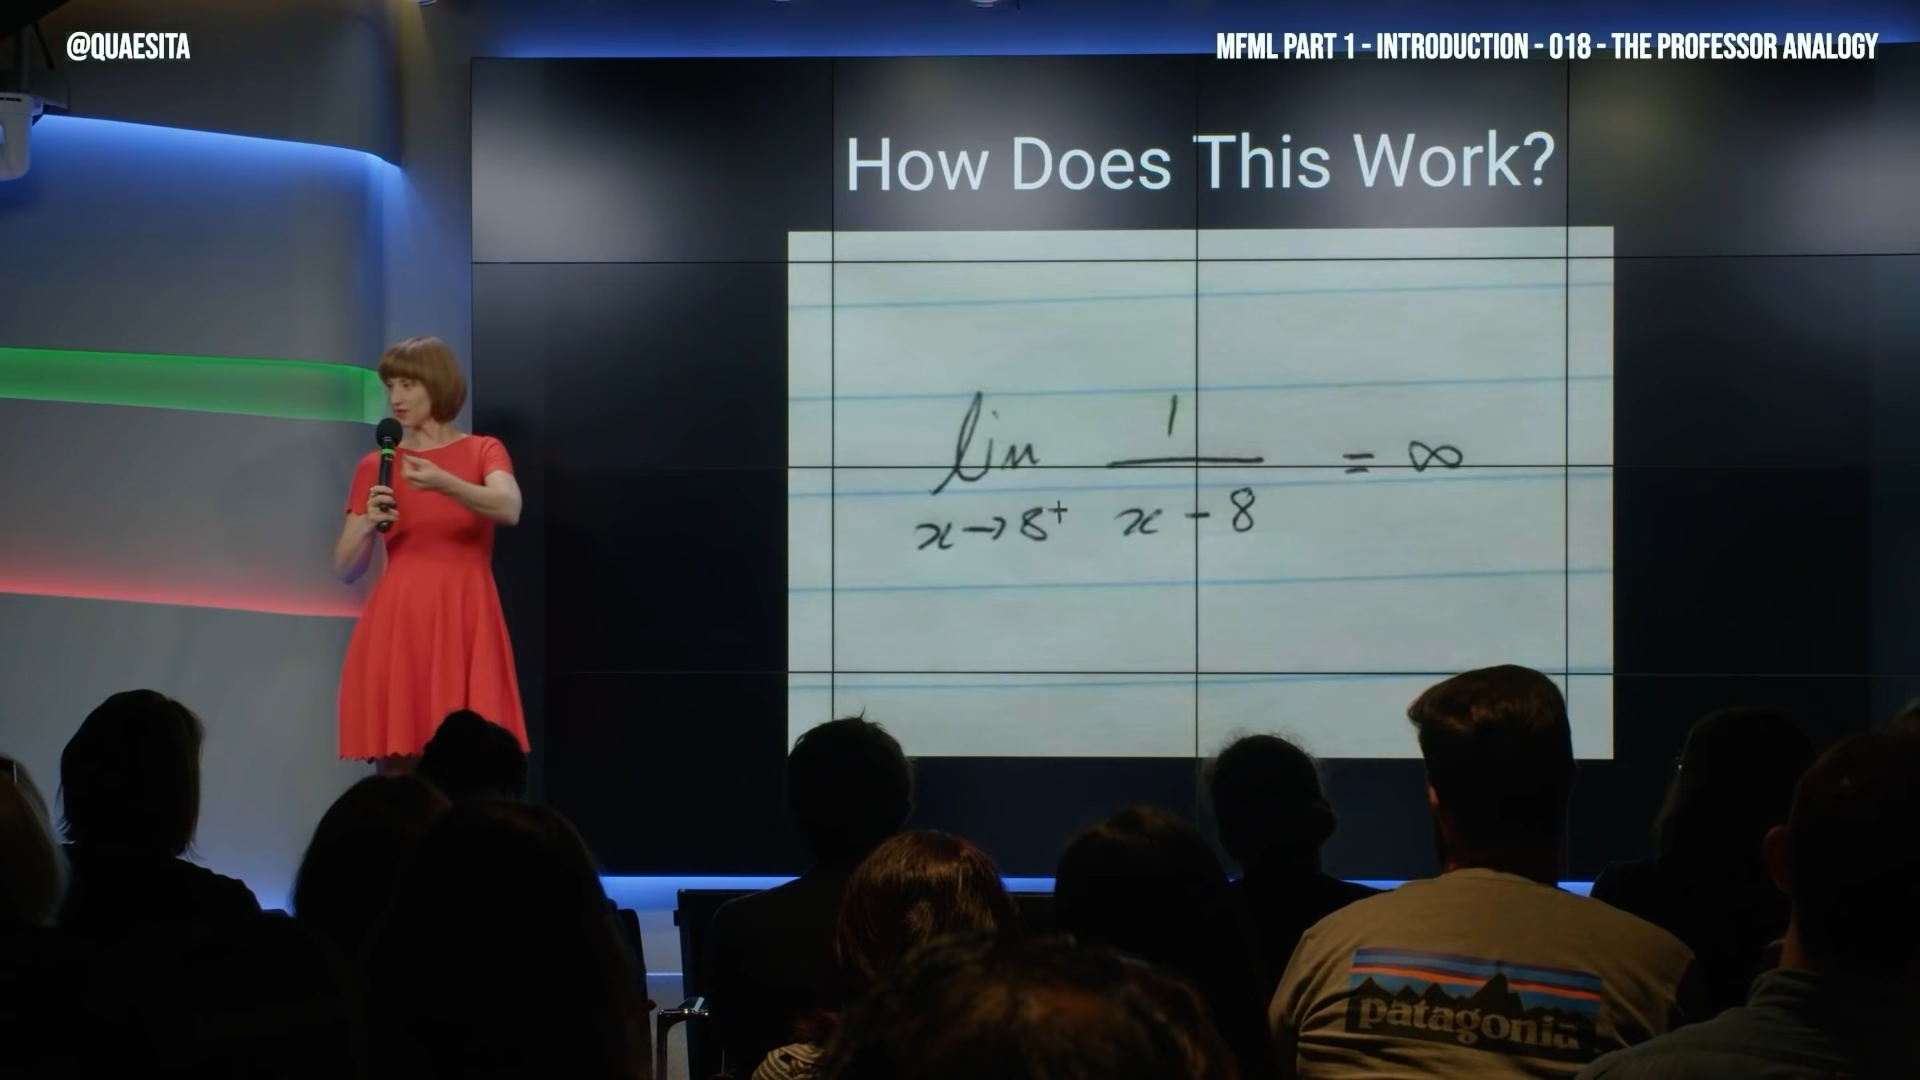 @QUAESITA
MFML PART 1 - INTRODUCTION - 018 - THE PROFESSOR ANALOGY
How Does This Work?
lim 1 = ∞
x→8⁺ x - 8
patagonia